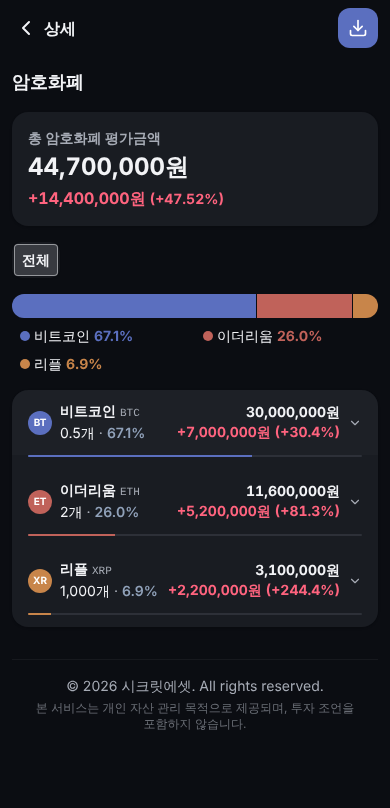 상세
암호화폐
총 암호화폐 평가금액
44,700,000원
+14,400,000원 (+47.52%)
전체
비트코인 67.1% 이더리움 26.0%
리플 6.9%
BT 비트코인 BTC 30,000,000원
0.5개 · 67.1% +7,000,000원 (+30.4%)
ET 이더리움 ETH 11,600,000원
2개 · 26.0% +5,200,000원 (+81.3%)
XR 리플 XRP 3,100,000원
1,000개 · 6.9% +2,200,000원 (+244.4%)
© 2026 시크릿에셋. All rights reserved.
본 서비스는 개인 자산 관리 목적으로 제공되며, 투자 조언을
포함하지 않습니다.